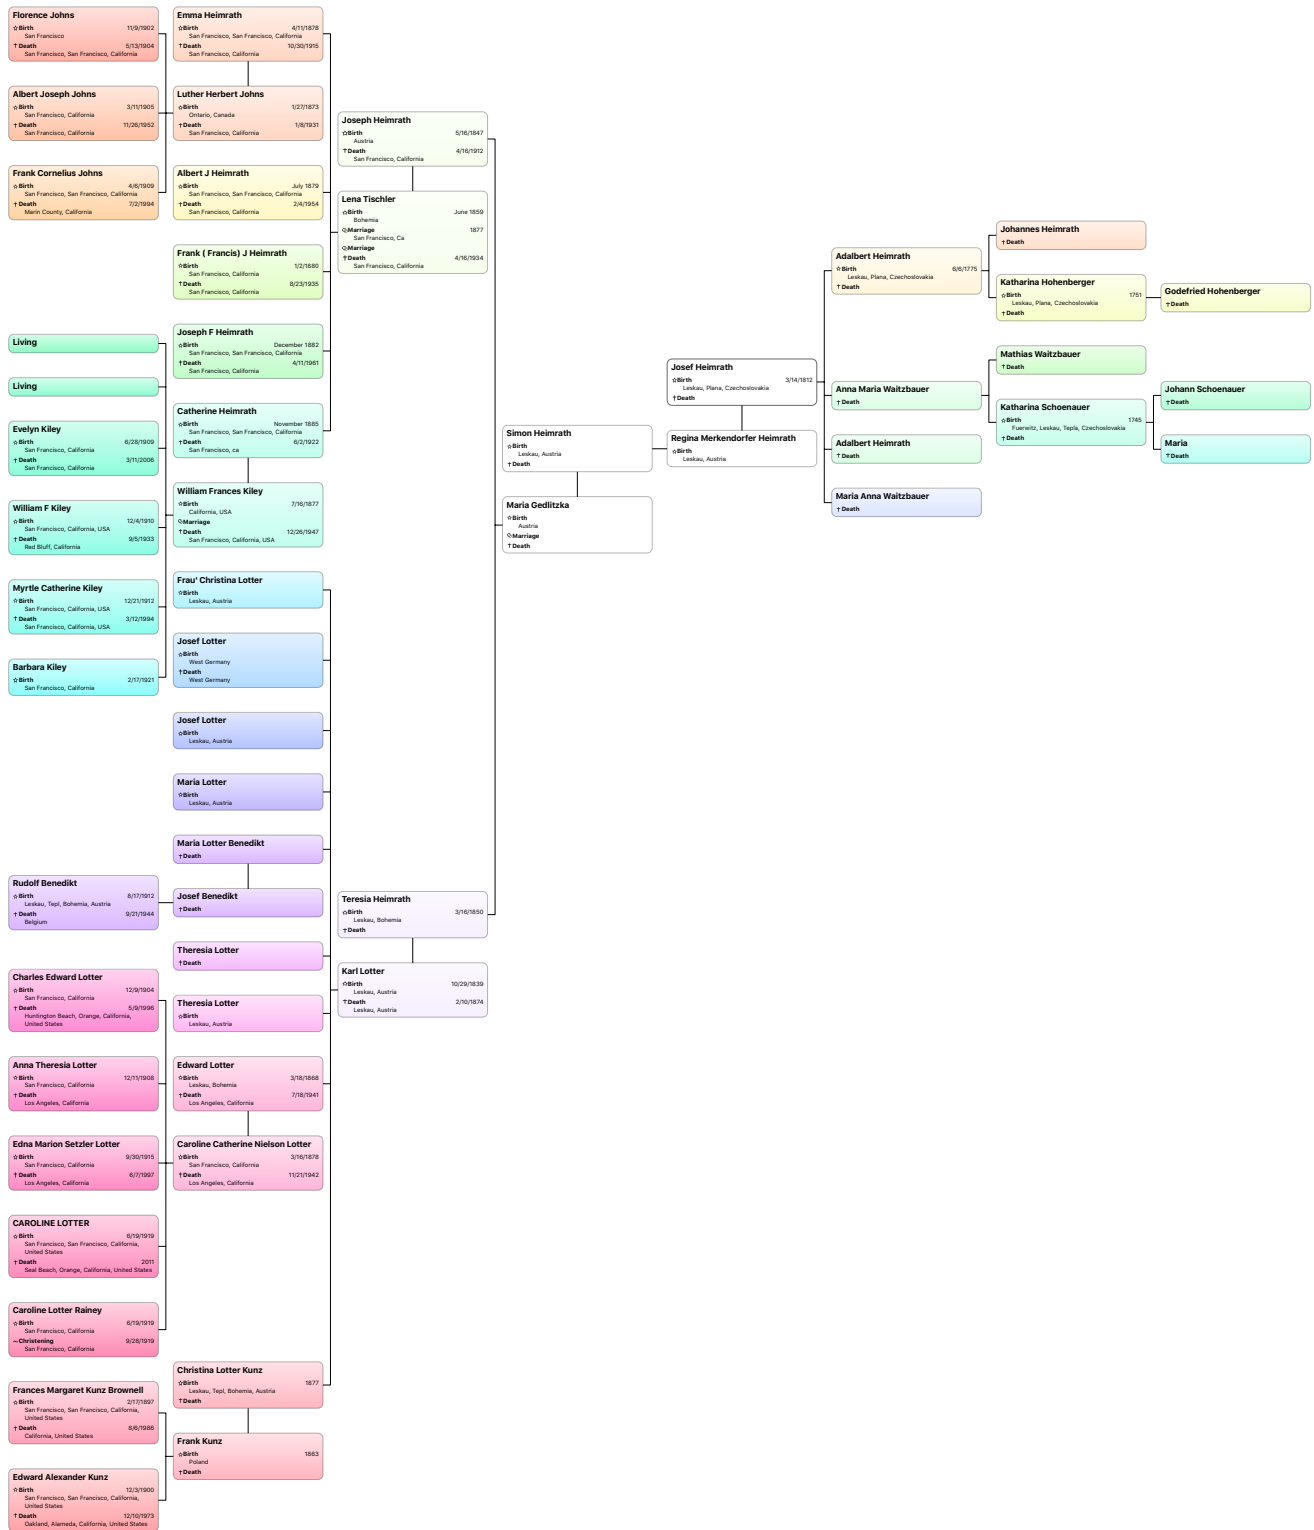 Florence Johns
☆Birth 11/9/1902
San Francisco
†Death 5/13/1904
San Francisco, San Francisco, California
Albert Joseph Johns
☆Birth 3/11/1905
San Francisco, California
†Death 11/26/1952
San Francisco, California
Frank Cornelius Johns
☆Birth 4/6/1909
San Francisco, San Francisco, California
†Death 7/2/1994
Marin County, California
Living
Living
Evelyn Kiley
☆Birth 6/28/1909
San Francisco, California
†Death 3/11/2006
San Francisco, California
William F Kiley
☆Birth 12/4/1910
San Francisco, California, USA
†Death 9/5/1933
Red Bluff, California
Myrtle Catherine Kiley
☆Birth 12/21/1912
San Francisco, California, USA
†Death 3/12/1994
San Francisco, California, USA
Barbara Kiley
☆Birth 2/17/1921
San Francisco, California
Rudolf Benedikt
☆Birth 8/17/1912
Leskau, Tepl, Bohemia, Austria
†Death 9/21/1944
Belgium
Charles Edward Lotter
☆Birth 12/9/1904
San Francisco, California
†Death 5/9/1996
Huntington Beach, Orange, California,
United States
Anna Theresia Lotter
☆Birth 12/11/1908
San Francisco, California
†Death
Los Angeles, California
Edna Marion Setzler Lotter
☆Birth 9/30/1915
San Francisco, California
†Death 6/7/1997
Los Angeles, California
CAROLINE LOTTER
☆Birth 6/19/1919
San Francisco, San Francisco, California,
United States
†Death 2011
Seal Beach, Orange, California, United States
Caroline Lotter Rainey
☆Birth 6/19/1919
San Francisco, California
~Christening 9/28/1919
San Francisco, California
Frances Margaret Kunz Brownell
☆Birth 2/17/1897
San Francisco, San Francisco, California,
United States
†Death 8/6/1986
California, United States
Edward Alexander Kunz
☆Birth 12/3/1900
San Francisco, San Francisco, California,
United States
†Death 12/10/1973
Oakland, Alameda, California, United States
Emma Heimrath
☆Birth 4/11/1878
San Francisco, San Francisco, California
†Death 10/30/1915
San Francisco, California
Luther Herbert Johns
☆Birth 1/27/1873
Ontario, Canada
†Death 1/8/1931
San Francisco, California
Albert J Heimrath
☆Birth July 1879
San Francisco, San Francisco, California
†Death 2/4/1954
San Francisco, California
Frank ( Francis) J Heimrath
☆Birth 1/2/1880
San Francisco, California
†Death 8/23/1935
San Francisco, California
Joseph F Heimrath
☆Birth December 1882
San Francisco, San Francisco, California
†Death 4/11/1961
San Francisco, California
Catherine Heimrath
☆Birth November 1885
San Francisco, San Francisco, California
†Death 6/2/1922
San Francisco, ca
William Frances Kiley
☆Birth 7/16/1877
California, USA
⚭Marriage
†Death 12/26/1947
San Francisco, California, USA
Frau' Christina Lotter
☆Birth
Leskau, Austria
Josef Lotter
☆Birth
West Germany
†Death
West Germany
Josef Lotter
☆Birth
Leskau, Austria
Maria Lotter
☆Birth
Leskau, Austria
Maria Lotter Benedikt
†Death
Josef Benedikt
†Death
Theresia Lotter
†Death
Theresia Lotter
☆Birth
Leskau, Austria
Edward Lotter
☆Birth 3/18/1868
Leskau, Bohemia
†Death 7/18/1941
Los Angeles, California
Caroline Catherine Nielson Lotter
☆Birth 3/16/1878
San Francisco, California
†Death 11/21/1942
Los Angeles, California
Christina Lotter Kunz
☆Birth 1877
Leskau, Tepl, Bohemia, Austria
†Death
Frank Kunz
☆Birth 1863
Poland
†Death
Joseph Heimrath
☆Birth 5/16/1847
Austria
†Death 4/16/1912
San Francisco, California
Lena Tischler
☆Birth June 1859
Bohemia
⚭Marriage 1877
San Francisco, Ca
⚭Marriage
†Death 4/16/1934
San Francisco, California
Teresia Heimrath
☆Birth 3/16/1850
Leskau, Bohemia
†Death
Karl Lotter
☆Birth 10/29/1839
Leskau, Austria
†Death 2/10/1874
Leskau, Austria
Simon Heimrath
☆Birth
Leskau, Austria
†Death
Maria Gedlitzka
☆Birth
Austria
⚭Marriage
†Death
Josef Heimrath
☆Birth 3/14/1812
Leskau, Plana, Czechoslovakia
†Death
Regina Merkendorfer Heimrath
☆Birth
Leskau, Austria
Adalbert Heimrath
☆Birth 6/6/1775
Leskau, Plana, Czechoslovakia
†Death
Anna Maria Waitzbauer
†Death
Adalbert Heimrath
†Death
Maria Anna Waitzbauer
†Death
Johannes Heimrath
†Death
Katharina Hohenberger
☆Birth 1751
Leskau, Plana, Czechoslovakia
†Death
Mathias Waitzbauer
†Death
Katharina Schoenauer
☆Birth 1745
Fuerwitz, Leskau, Tepla, Czechoslovakia
†Death
Godefried Hohenberger
†Death
Johann Schoenauer
†Death
Maria
†Death